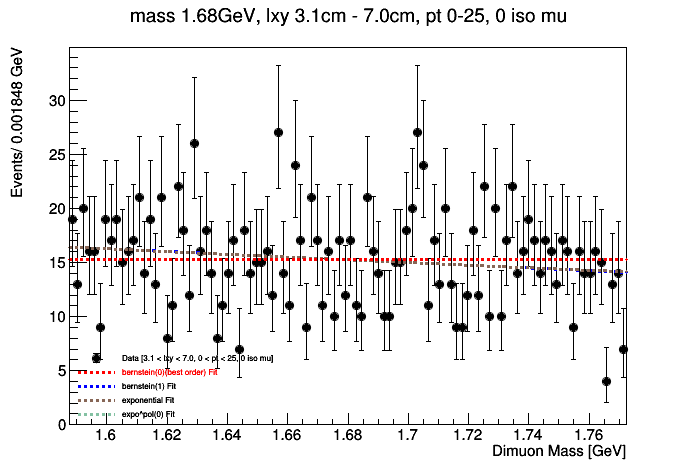 mass 1.68GeV, lxy 3.1cm - 7.0cm, pt 0-25, 0 iso mu
Events/ 0.001848 GeV
30
25
20
15
10
5
0
Data [3.1 < lxy < 7.0, 0 < pt < 25, 0 iso mu]
bernstein(0)(best order) Fit
bernstein(1) Fit
exponential Fit
expo*pol(0) Fit
1.6 1.62 1.64 1.66 1.68 1.7 1.72 1.74 1.76
Dimuon Mass [GeV]